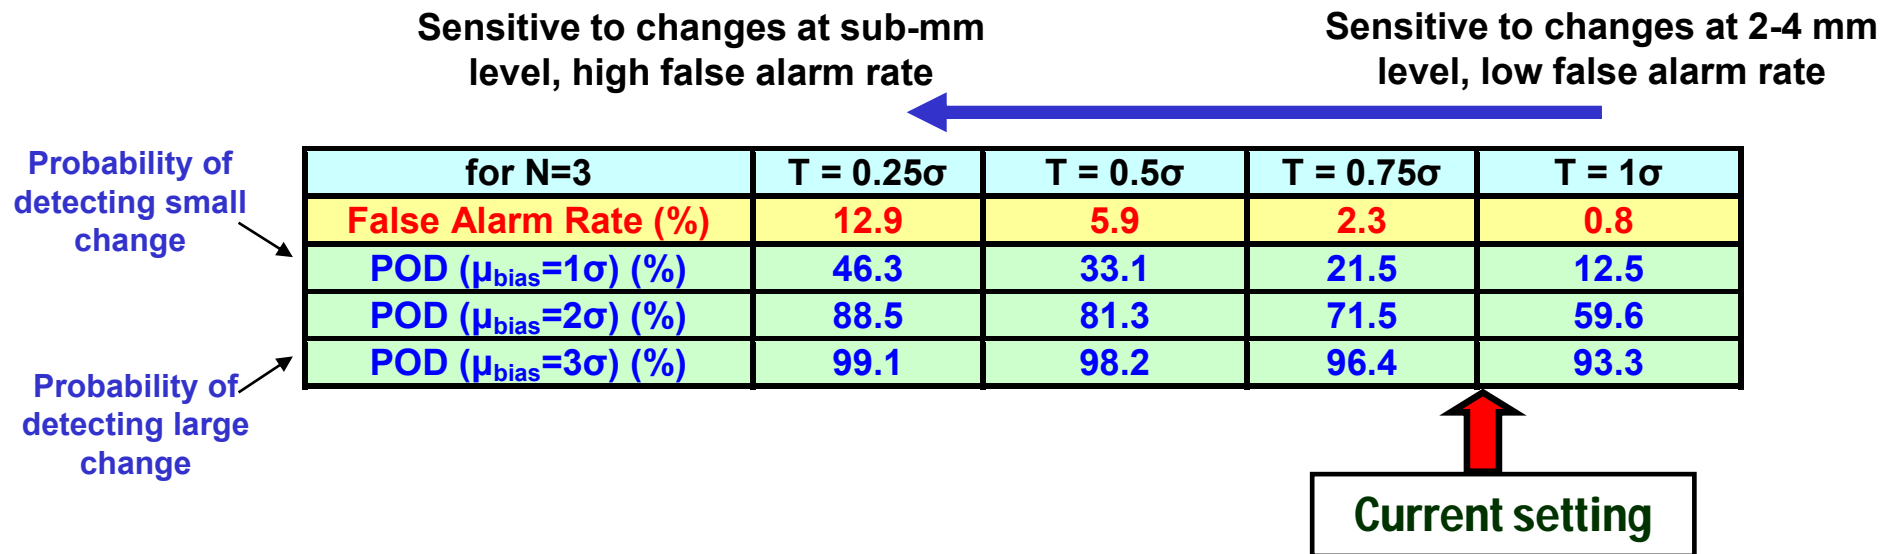 Sensitive to changes at sub-mm
level, high false alarm rate
Sensitive to changes at 2-4 mm
level, low false alarm rate
Probability of
detecting small
change
for N=3 T = 0.25σ T = 0.5σ T = 0.75σ T = 1σ
False Alarm Rate (%) 12.9 5.9 2.3 0.8
POD (μbias=1σ) (%) 46.3 33.1 21.5 12.5
POD (μbias=2σ) (%) 88.5 81.3 71.5 59.6
POD (μbias=3σ) (%) 99.1 98.2 96.4 93.3
Probability of
detecting large
change
Current setting